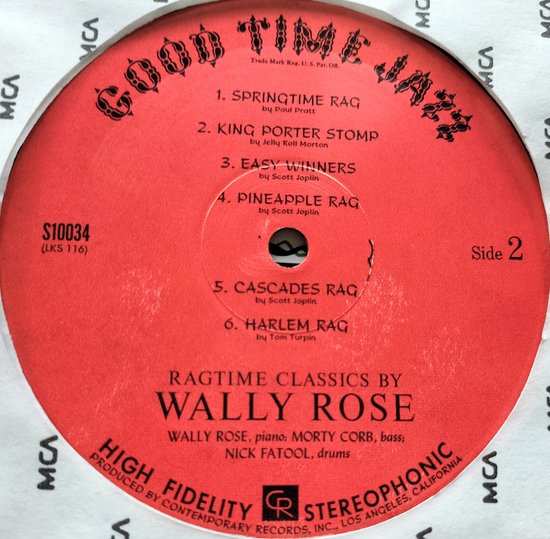 GOOD TIME JAZZ
Trade Mark Reg. U. S. Pat. Off.
1. SPRINGTIME RAG
by Paul Pratt
2. KING PORTER STOMP
by Jelly Roll Morton
3. EASY WINNERS
by Scott Joplin
4. PINEAPPLE RAG
by Scott Joplin
S10034
(LKS 116)
Side 2
5. CASCADES RAG
by Scott Joplin
6. HARLEM RAG
by Tom Turpin
RAGTIME CLASSICS BY
WALLY ROSE
WALLY ROSE, piano; MORTY CORB, bass;
NICK FATOOL, drums
HIGH FIDELITY CR STEREOPHONIC
PRODUCED BY CONTEMPORARY RECORDS, INC., LOS ANGELES, CALIFORNIA
MCA
MCA
MCA
MCA
MCA
MCA